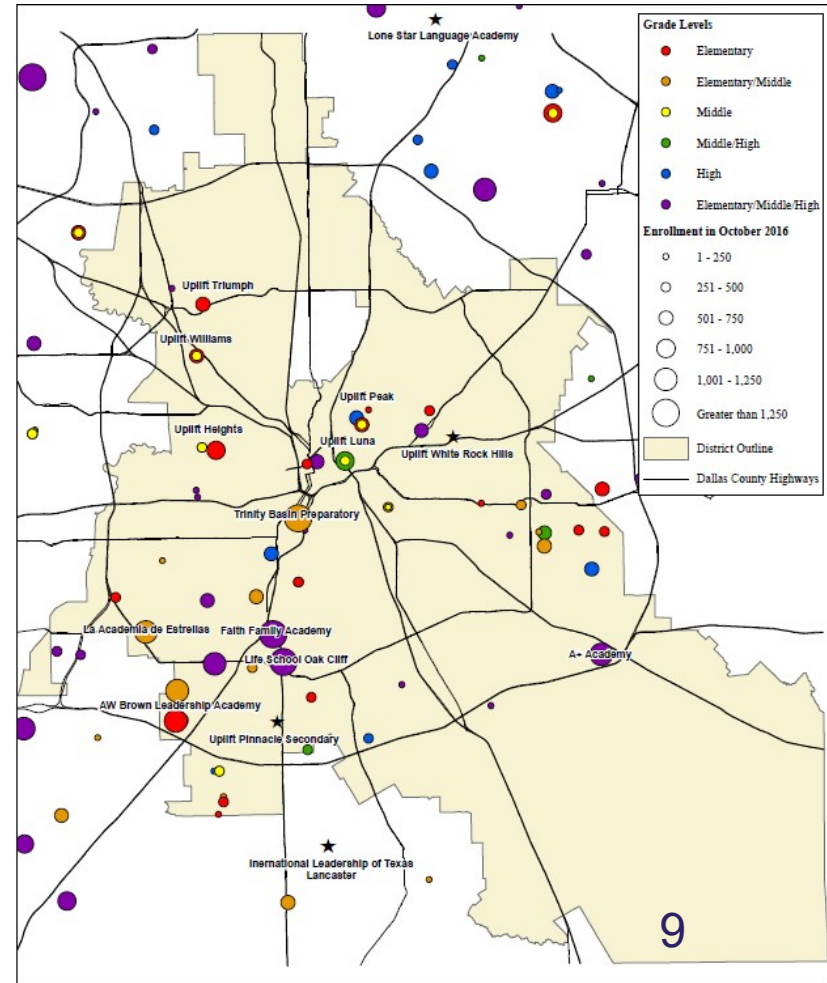 Lone Star Language Academy
Grade Levels
Elementary
Elementary/Middle
Middle
Middle/High
High
Elementary/Middle/High
Enrollment in October 2016
1 - 250
251 - 500
501 - 750
751 - 1,000
1,001 - 1,250
Greater than 1,250
District Outline
Dallas County Highways
Uplift Triumph
Uplift Williams
Uplift Peak
Uplift Heights
Uplift Luna
Uplift White Rock Hills
Trinity Basin Preparatory
La Academia de Estrellas
Faith Family Academy
Life School Oak Cliff
A+ Academy
AW Brown Leadership Academy
Uplift Pinnacle Secondary
Inernational Leadership of Texas
Lancaster
9